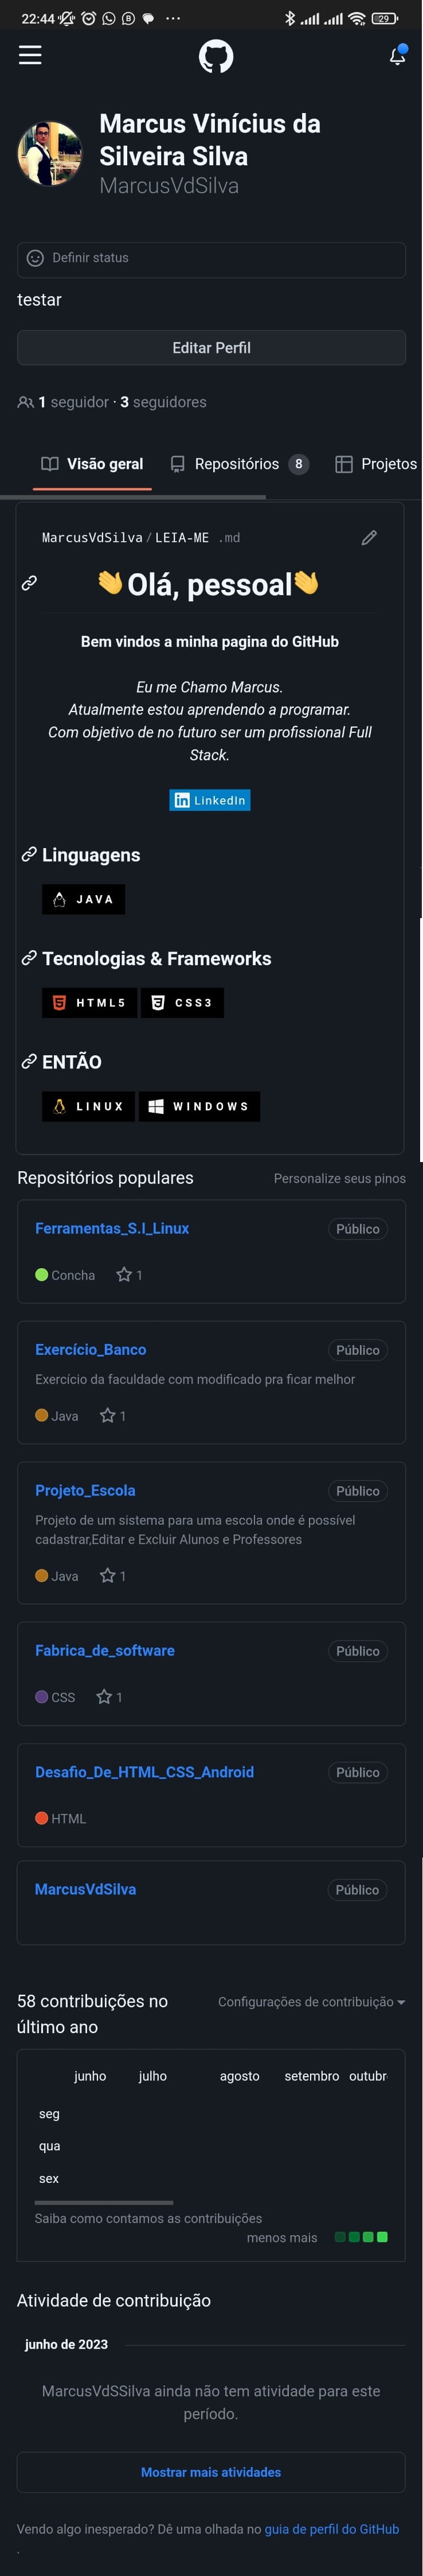 22:44 ... 29
Marcus Vinícius da
Silveira Silva
MarcusVdSilva
Definir status
testar
Editar Perfil
1 seguidor · 3 seguidores
Visão geral Repositórios 8 Projetos
MarcusVdSilva / LEIA-ME .md
👋Olá, pessoal👋
Bem vindos a minha pagina do GitHub
Eu me Chamo Marcus.
Atualmente estou aprendendo a programar.
Com objetivo de no futuro ser um profissional Full
Stack.
in LinkedIn
Linguagens
JAVA
Tecnologias & Frameworks
HTML5 CSS3
ENTÃO
LINUX WINDOWS
Repositórios populares Personalize seus pinos
Ferramentas_S.I_Linux Público
Concha 1
Exercício_Banco Público
Exercício da faculdade com modificado pra ficar melhor
Java 1
Projeto_Escola Público
Projeto de um sistema para uma escola onde é possível
cadastrar,Editar e Excluir Alunos e Professores
Java 1
Fabrica_de_software Público
CSS 1
Desafio_De_HTML_CSS_Android Público
HTML
MarcusVdSilva Público
58 contribuições no Configurações de contribuição
último ano
junho julho agosto setembro outubr
seg
qua
sex
Saiba como contamos as contribuições
menos mais
Atividade de contribuição
junho de 2023
MarcusVdSSilva ainda não tem atividade para este
período.
Mostrar mais atividades
Vendo algo inesperado? Dê uma olhada no guia de perfil do GitHub
.